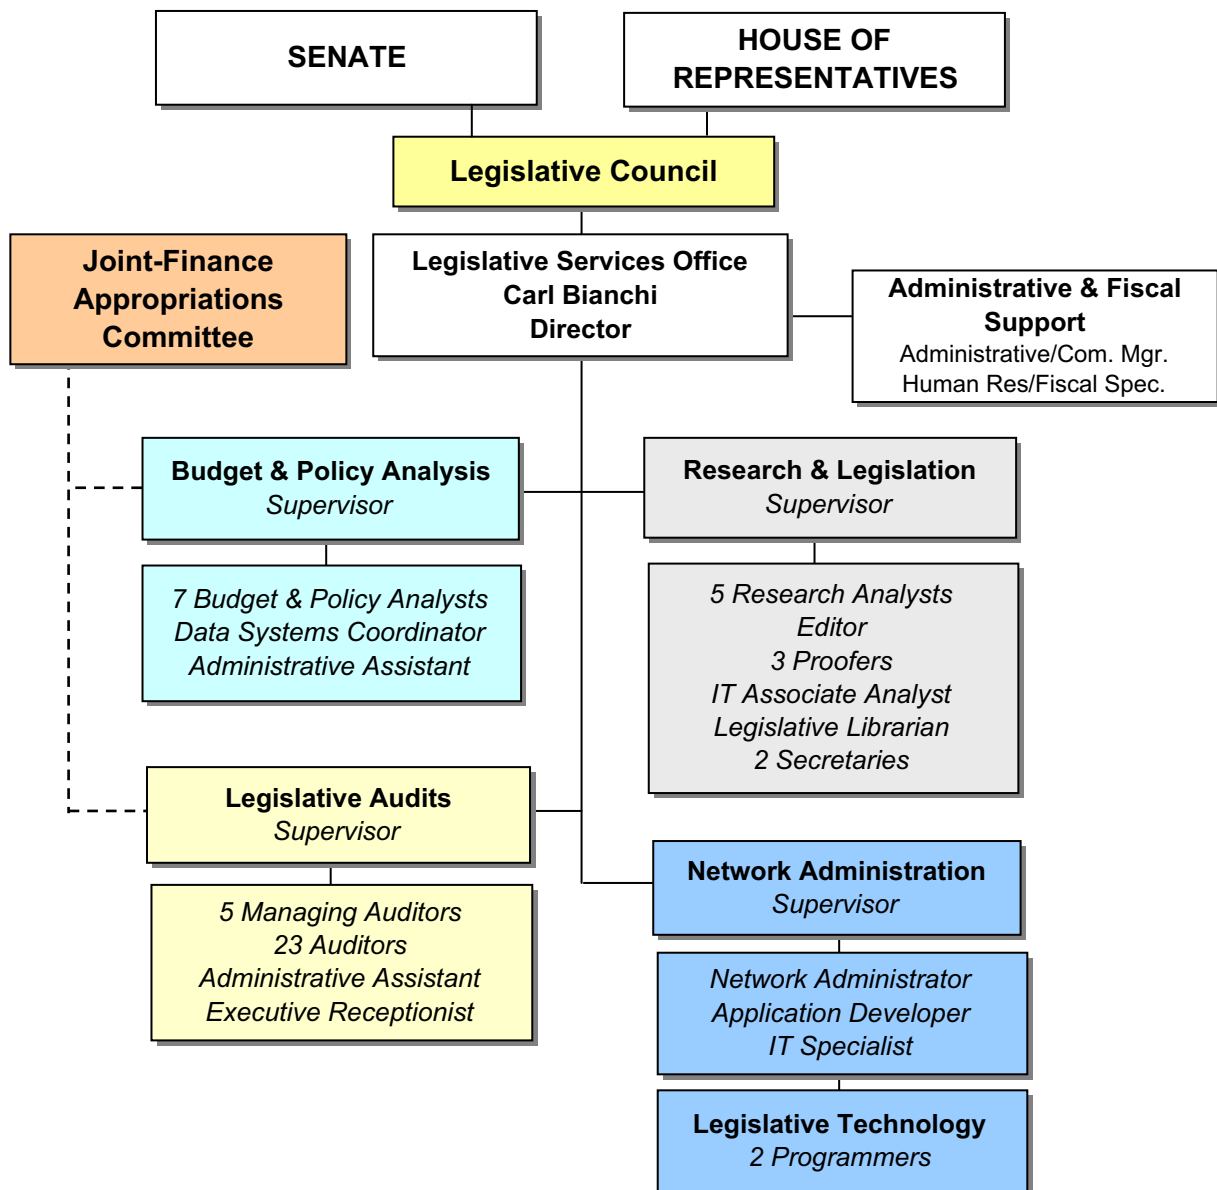 SENATE
HOUSE OF
REPRESENTATIVES
Legislative Council
Joint-Finance
Appropriations
Committee
Legislative Services Office
Carl Bianchi
Director
Administrative & Fiscal
Support
Administrative/Com. Mgr.
Human Res/Fiscal Spec.
Budget & Policy Analysis
Supervisor
Research & Legislation
Supervisor
7 Budget & Policy Analysts
Data Systems Coordinator
Administrative Assistant
5 Research Analysts
Editor
3 Proofers
IT Associate Analyst
Legislative Librarian
2 Secretaries
Legislative Audits
Supervisor
Network Administration
Supervisor
5 Managing Auditors
23 Auditors
Administrative Assistant
Executive Receptionist
Network Administrator
Application Developer
IT Specialist
Legislative Technology
2 Programmers